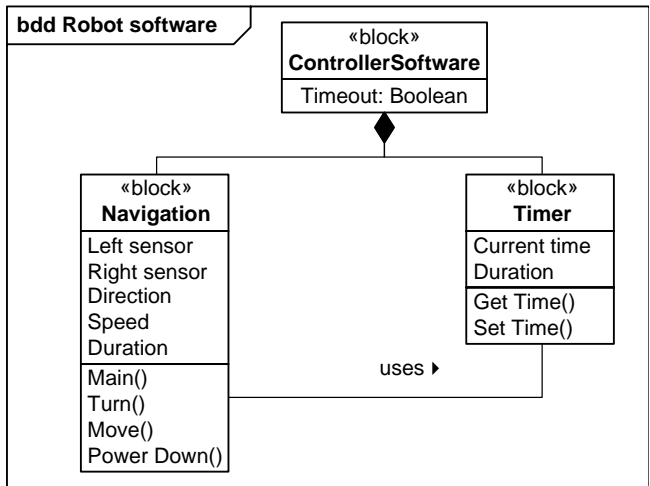 bdd Robot software
«block»
ControllerSoftware
Timeout: Boolean
«block»
Navigation
Left sensor
Right sensor
Direction
Speed
Duration
Main()
Turn()
Move()
Power Down()
«block»
Timer
Current time
Duration
Get Time()
Set Time()
uses